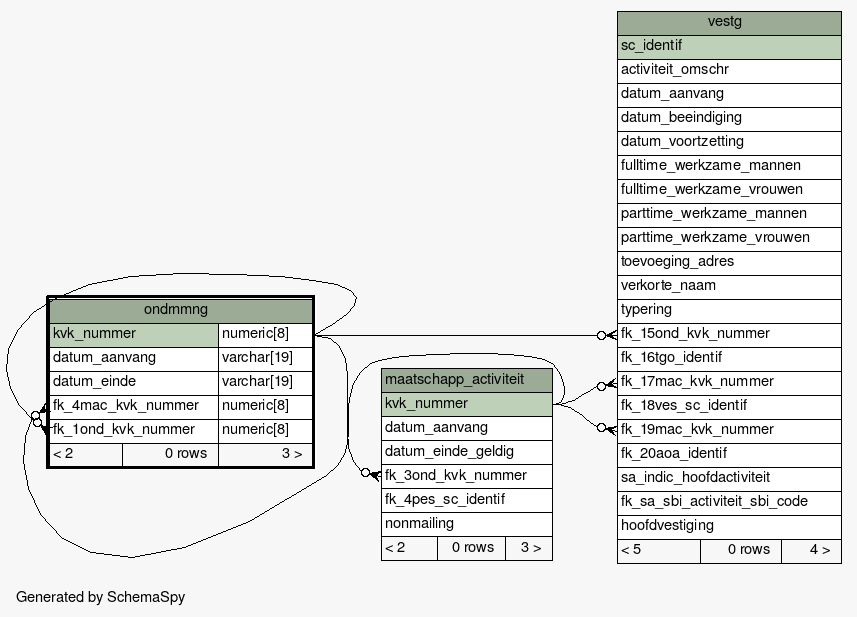 vestg
sc_identif
activiteit_omschr
datum_aanvang
datum_beeindiging
datum_voortzetting
fulltime_werkzame_mannen
fulltime_werkzame_vrouwen
parttime_werkzame_mannen
parttime_werkzame_vrouwen
toevoeging_adres
verkorte_naam
typering
fk_15ond_kvk_nummer
fk_16tgo_identif
fk_17mac_kvk_nummer
fk_18ves_sc_identif
fk_19mac_kvk_nummer
fk_20aoa_identif
sa_indic_hoofdactiviteit
fk_sa_sbi_activiteit_sbi_code
hoofdvestiging
< 5 0 rows 4 >
ondrnmng
kvk_nummer numeric[8]
datum_aanvang varchar[19]
datum_einde varchar[19]
fk_4mac_kvk_nummer numeric[8]
fk_1ond_kvk_nummer numeric[8]
< 2 0 rows 3 >
maatschapp_activiteit
kvk_nummer
datum_aanvang
datum_einde_geldig
fk_3ond_kvk_nummer
fk_4pes_sc_identif
nonmailing
< 2 0 rows 3 >
Generated by SchemaSpy